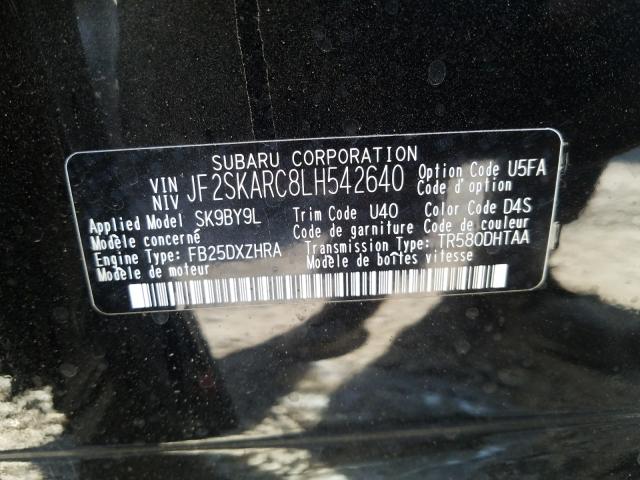 SUBARU CORPORATION
VIN
NIV JF2SKARC8LH542640 Option Code U5FA
Code d'option
Applied Model SK9BY9L Trim Code U40 Color Code D4S
Modèle concerné Code de garniture Code de couleur
Engine Type: FB25DXZHRA Transmission Type: TR580DHTAA
Modèle de moteur Modèle de boîtes vitesse